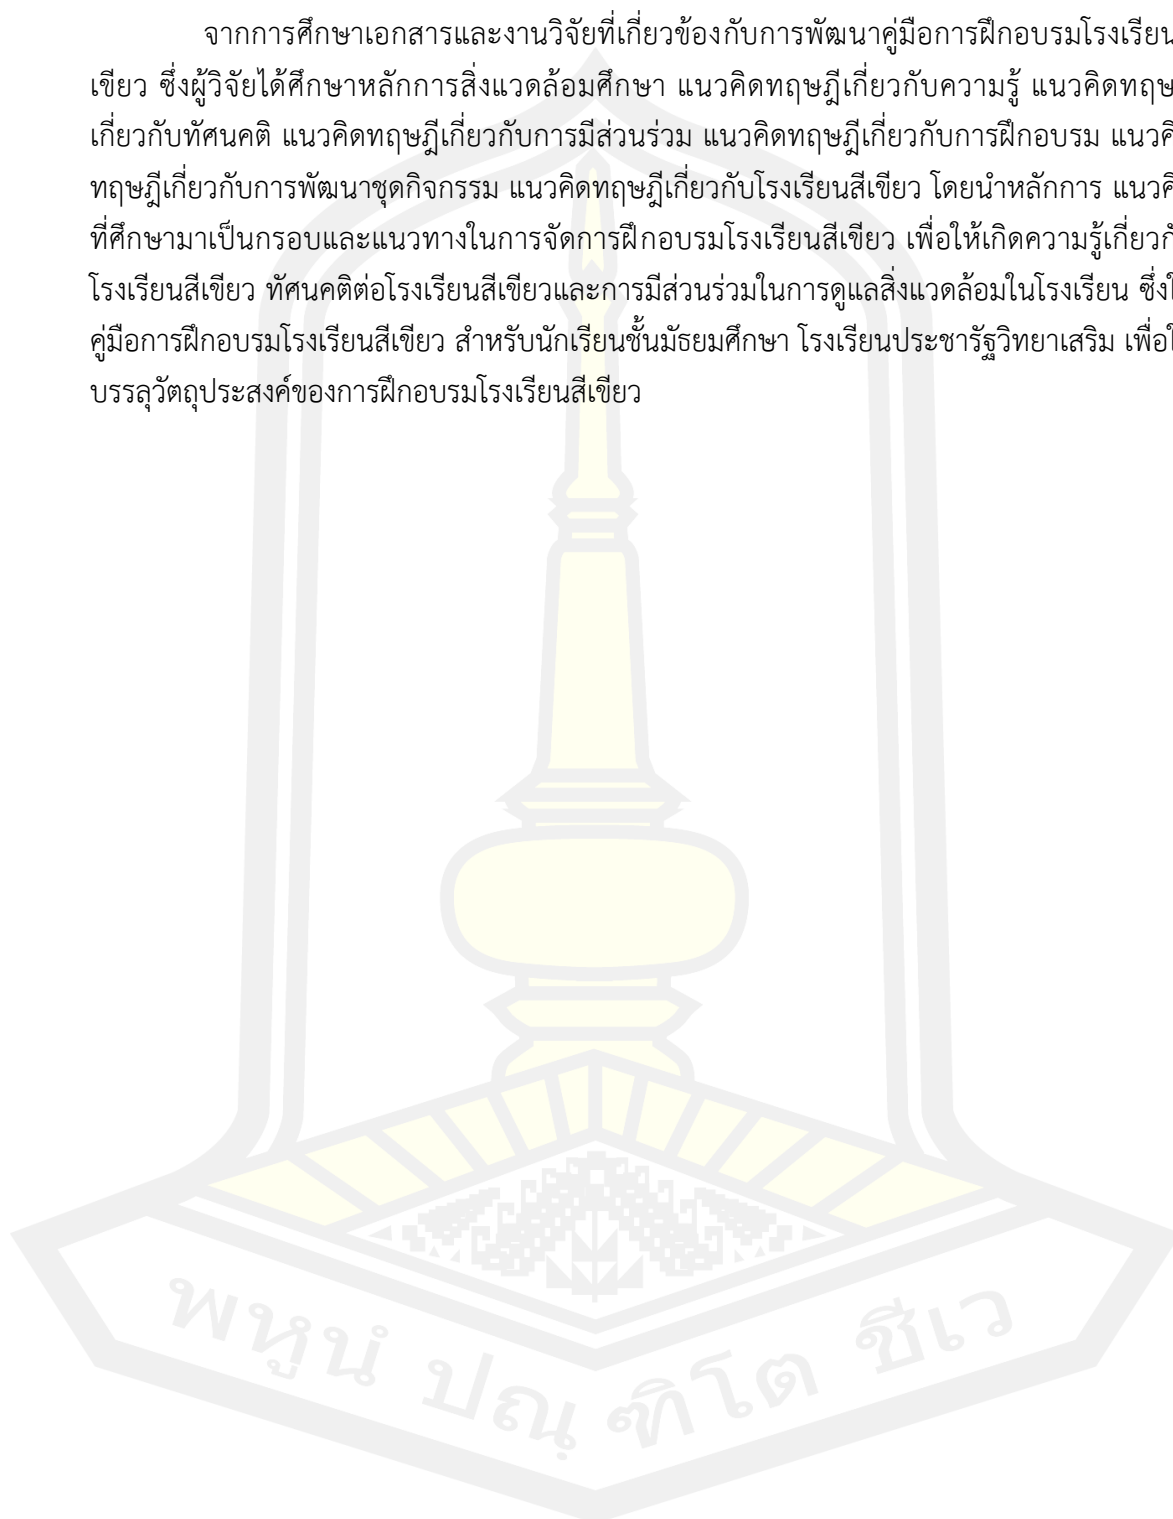 จากการศึกษาเอกสารและงานวิจัยที่เกี่ยวข้องกับการพัฒนาคู่มือการฝึกอบรมโรงเรียน
เขียว ซึ่งผู้วิจัยได้ศึกษาหลักการสิ่งแวดล้อมศึกษา แนวคิดทฤษฎีเกี่ยวกับความรู้ แนวคิดทฤษ
เกี่ยวกับทัศนคติ แนวคิดทฤษฎีเกี่ยวกับการมีส่วนร่วม แนวคิดทฤษฎีเกี่ยวกับการฝึกอบรม แนวคิ
ทฤษฎีเกี่ยวกับการพัฒนาชุดกิจกรรม แนวคิดทฤษฎีเกี่ยวกับโรงเรียนสีเขียว โดยนำหลักการ แนวคิ
ที่ศึกษามาเป็นกรอบและแนวทางในการจัดการฝึกอบรมโรงเรียนสีเขียว เพื่อให้เกิดความรู้เกี่ยวกั
โรงเรียนสีเขียว ทัศนคติต่อโรงเรียนสีเขียวและการมีส่วนร่วมในการดูแลสิ่งแวดล้อมในโรงเรียน ซึ่งใ
คู่มือการฝึกอบรมโรงเรียนสีเขียว สำหรับนักเรียนชั้นมัธยมศึกษา โรงเรียนประชารัฐวิทยาเสริม เพื่อใ
บรรลุวัตถุประสงค์ของการฝึกอบรมโรงเรียนสีเขียว
พหูนํ ปณฺฑิโต ชีเว